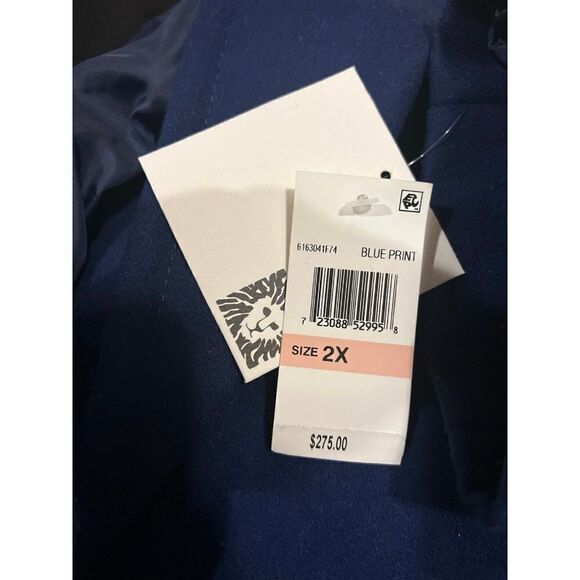 6163041F74 BLUE PRINT
7 23088 52995 8
SIZE 2X
$275.00